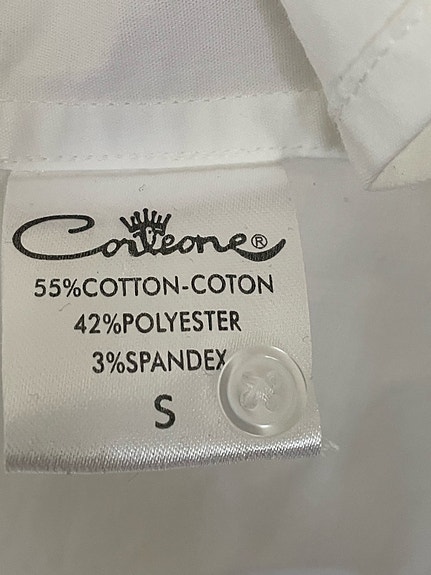 Corleone®
55%COTTON-COTON
42%POLYESTER
3%SPANDEX
S